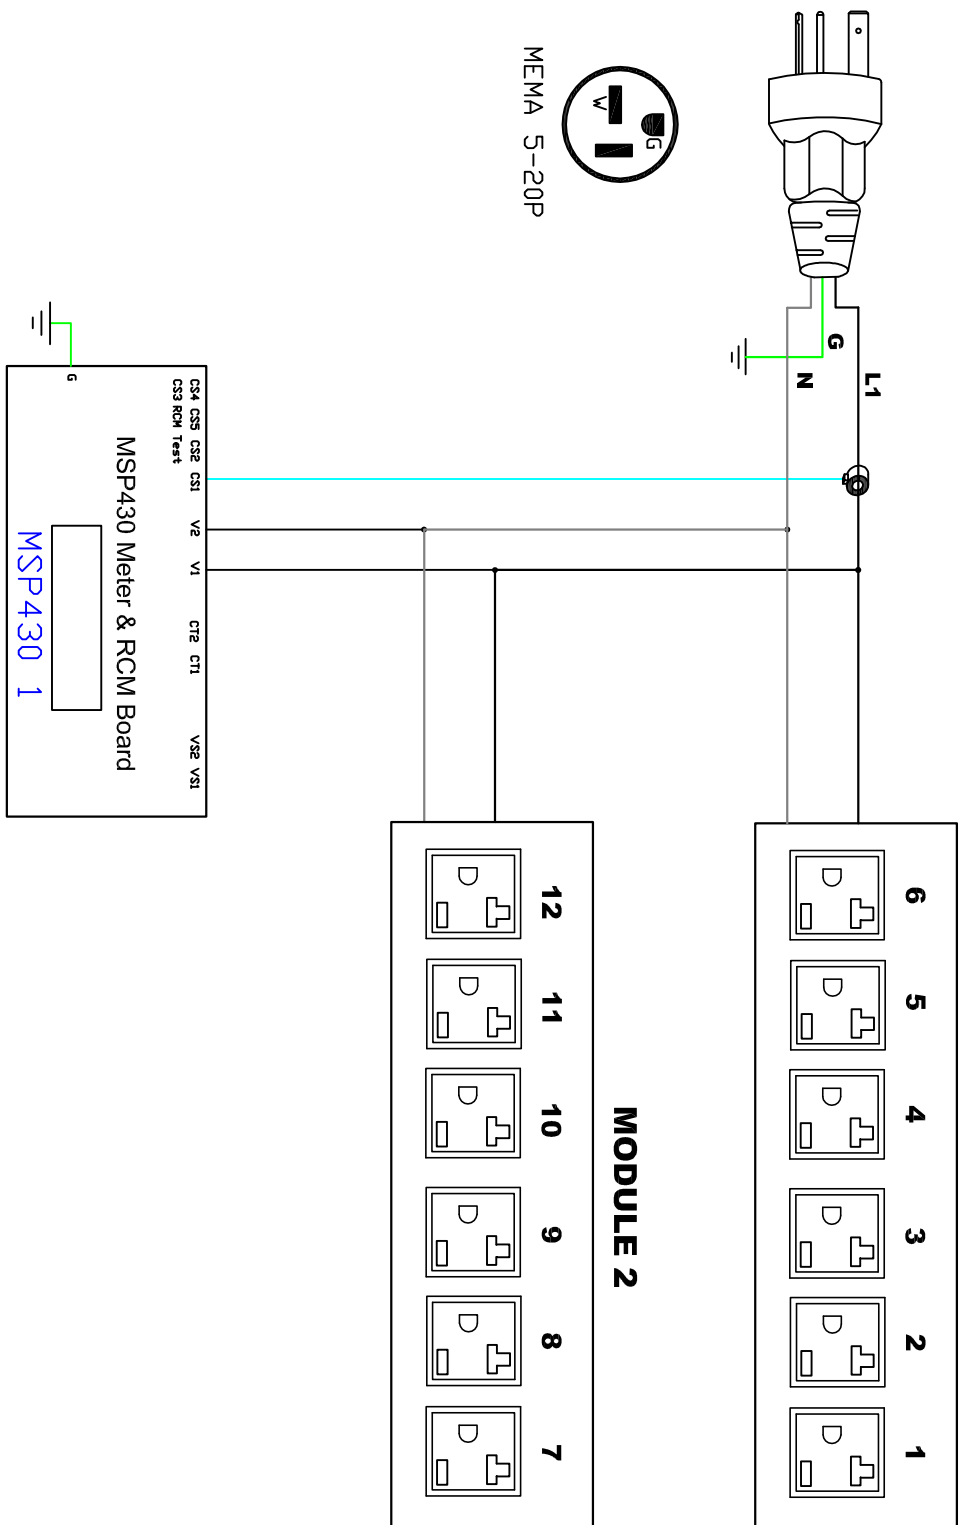 MEMA 5-20P
G
W
L1
G
N
G
CS4 CS5 CS2 CS1 V2 V1 CT2 CT1 VS2 VS1
CS3 RCM Test
MSP430 Meter & RCM Board
MSP430 1
6 5 4 3 2 1
MODULE 2
12 11 10 9 8 7